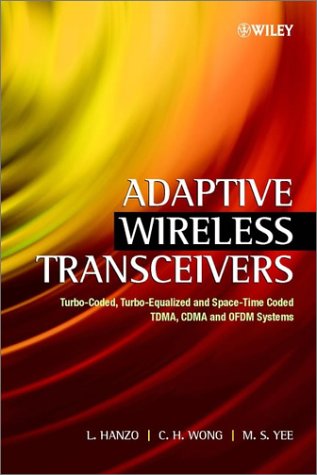 WILEY
ADAPTIVE
WIRELESS
TRANSCEIVERS
Turbo-Coded, Turbo-Equalized and Space-Time Coded
TDMA, CDMA and OFDM Systems
L. HANZO | C. H. WONG | M. S. YEE